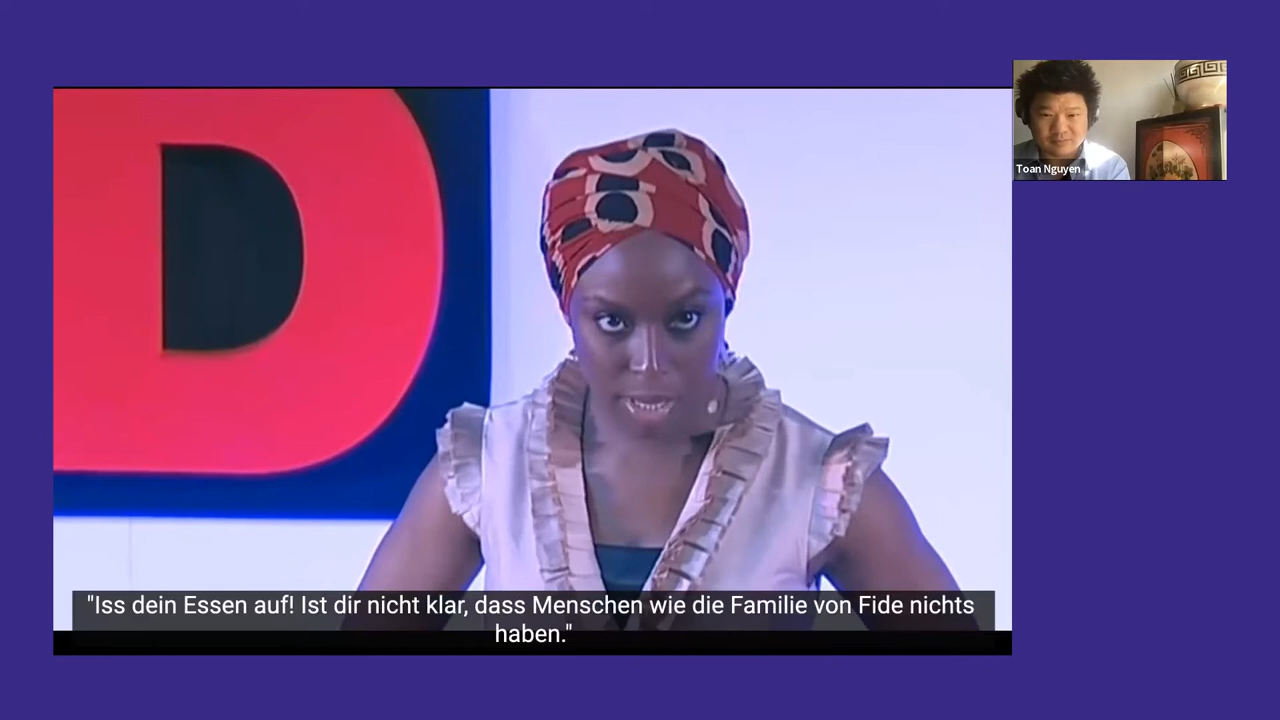 D
Toan Nguyen
"Iss dein Essen auf! Ist dir nicht klar, dass Menschen wie die Familie von Fide nichts
haben."